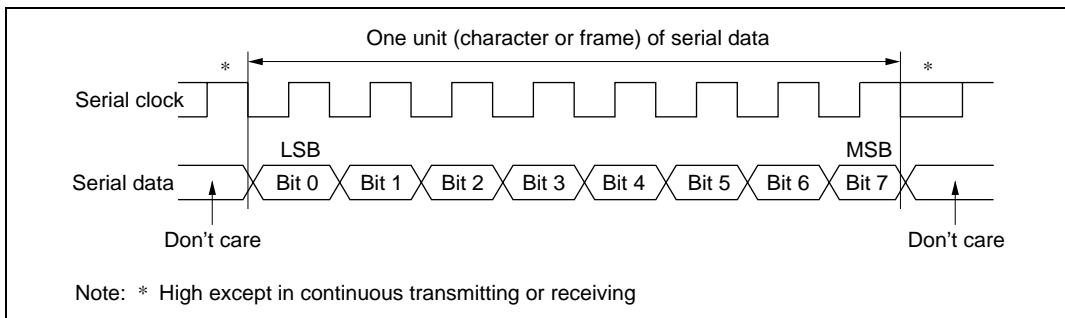 One unit (character or frame) of serial data
* *
Serial clock
LSB MSB
Serial data Bit 0 Bit 1 Bit 2 Bit 3 Bit 4 Bit 5 Bit 6 Bit 7
Don't care Don't care
Note: * High except in continuous transmitting or receiving